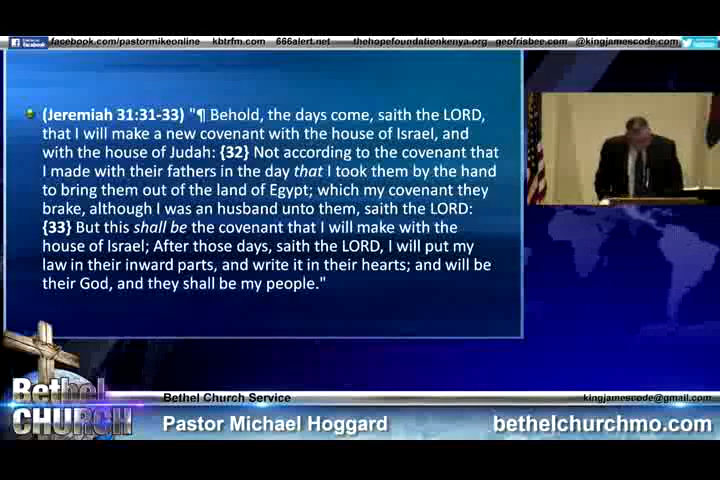 facebook.com/pastormikeonline kbtrfm.com 666alert.net thehopefoundationkenya.org geofrisbee.com @kingjamescode.com
facebook
twitter
(Jeremiah 31:31-33) "¶ Behold, the days come, saith the LORD,
that I will make a new covenant with the house of Israel, and
with the house of Judah: {32} Not according to the covenant that
I made with their fathers in the day that I took them by the hand
to bring them out of the land of Egypt; which my covenant they
brake, although I was an husband unto them, saith the LORD:
{33} But this shall be the covenant that I will make with the
house of Israel; After those days, saith the LORD, I will put my
law in their inward parts, and write it in their hearts; and will be
their God, and they shall be my people."
Bethel
CHURCH
Bethel Church Service kingjamescode@gmail.com
Pastor Michael Hoggard bethelchurchmo.com